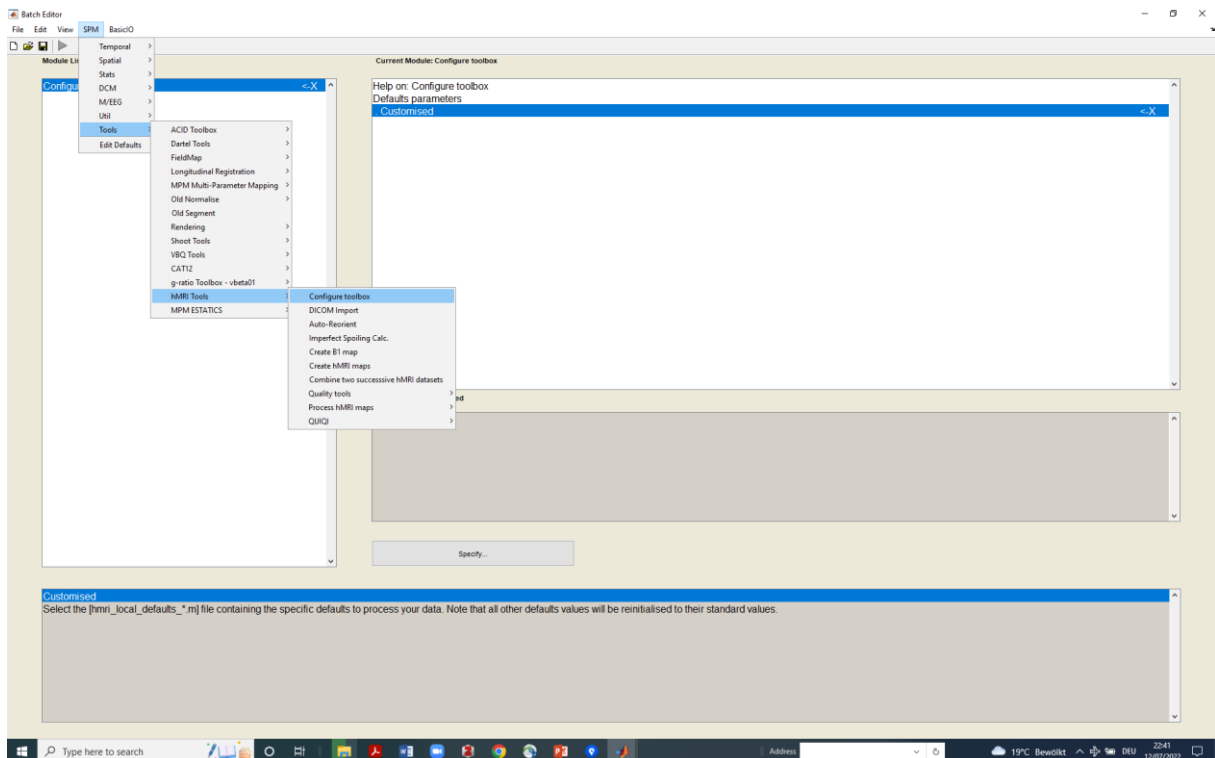 Batch Editor
File Edit View SPM BasicIO
Temporal
Module Li
Spatial
Current Module: Configure toolbox
Stats
Configu
DCM
<-X
Help on: Configure toolbox
M/EEG
Defaults parameters
Util
. Customised <-X
Tools
ACID Toolbox
Edit Defaults
Dartel Tools
FieldMap
Longitudinal Registration
MPM Multi-Parameter Mapping
Old Normalise
Old Segment
Rendering
Shoot Tools
VBQ Tools
CAT12
g-ratio Toolbox - vbeta01
hMRI Tools
Configure toolbox
MPM ESTATICS
DICOM Import
Auto-Reorient
Imperfect Spoiling Calc.
Create B1 map
Create hMRI maps
Combine two successsive hMRI datasets
Quality tools
ed
Process hMRI maps
QUIQI
Specify...
Customised
Select the [hmri_local_defaults_*.m] file containing the specific defaults to process your data. Note that all other defaults values will be reinitialised to their standard values.
Type here to search
Address
19°C Bewölkt
DEU
22:41
12/07/2022